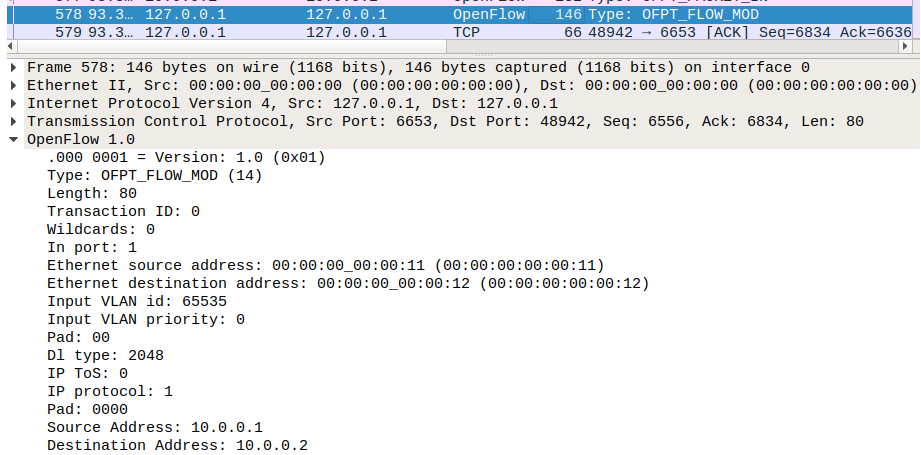 578 93.3… 127.0.0.1 127.0.0.1 OpenFlow 146 Type: OFPT_FLOW_MOD
579 93.3… 127.0.0.1 127.0.0.1 TCP 66 48942 → 6653 [ACK] Seq=6834 Ack=6636
Frame 578: 146 bytes on wire (1168 bits), 146 bytes captured (1168 bits) on interface 0
Ethernet II, Src: 00:00:00_00:00:00 (00:00:00:00:00:00), Dst: 00:00:00_00:00:00 (00:00:00:00:00:00)
Internet Protocol Version 4, Src: 127.0.0.1, Dst: 127.0.0.1
Transmission Control Protocol, Src Port: 6653, Dst Port: 48942, Seq: 6556, Ack: 6834, Len: 80
OpenFlow 1.0
.000 0001 = Version: 1.0 (0x01)
Type: OFPT_FLOW_MOD (14)
Length: 80
Transaction ID: 0
Wildcards: 0
In port: 1
Ethernet source address: 00:00:00_00:00:11 (00:00:00:00:00:11)
Ethernet destination address: 00:00:00_00:00:12 (00:00:00:00:00:12)
Input VLAN id: 65535
Input VLAN priority: 0
Pad: 00
Dl type: 2048
IP ToS: 0
IP protocol: 1
Pad: 0000
Source Address: 10.0.0.1
Destination Address: 10.0.0.2